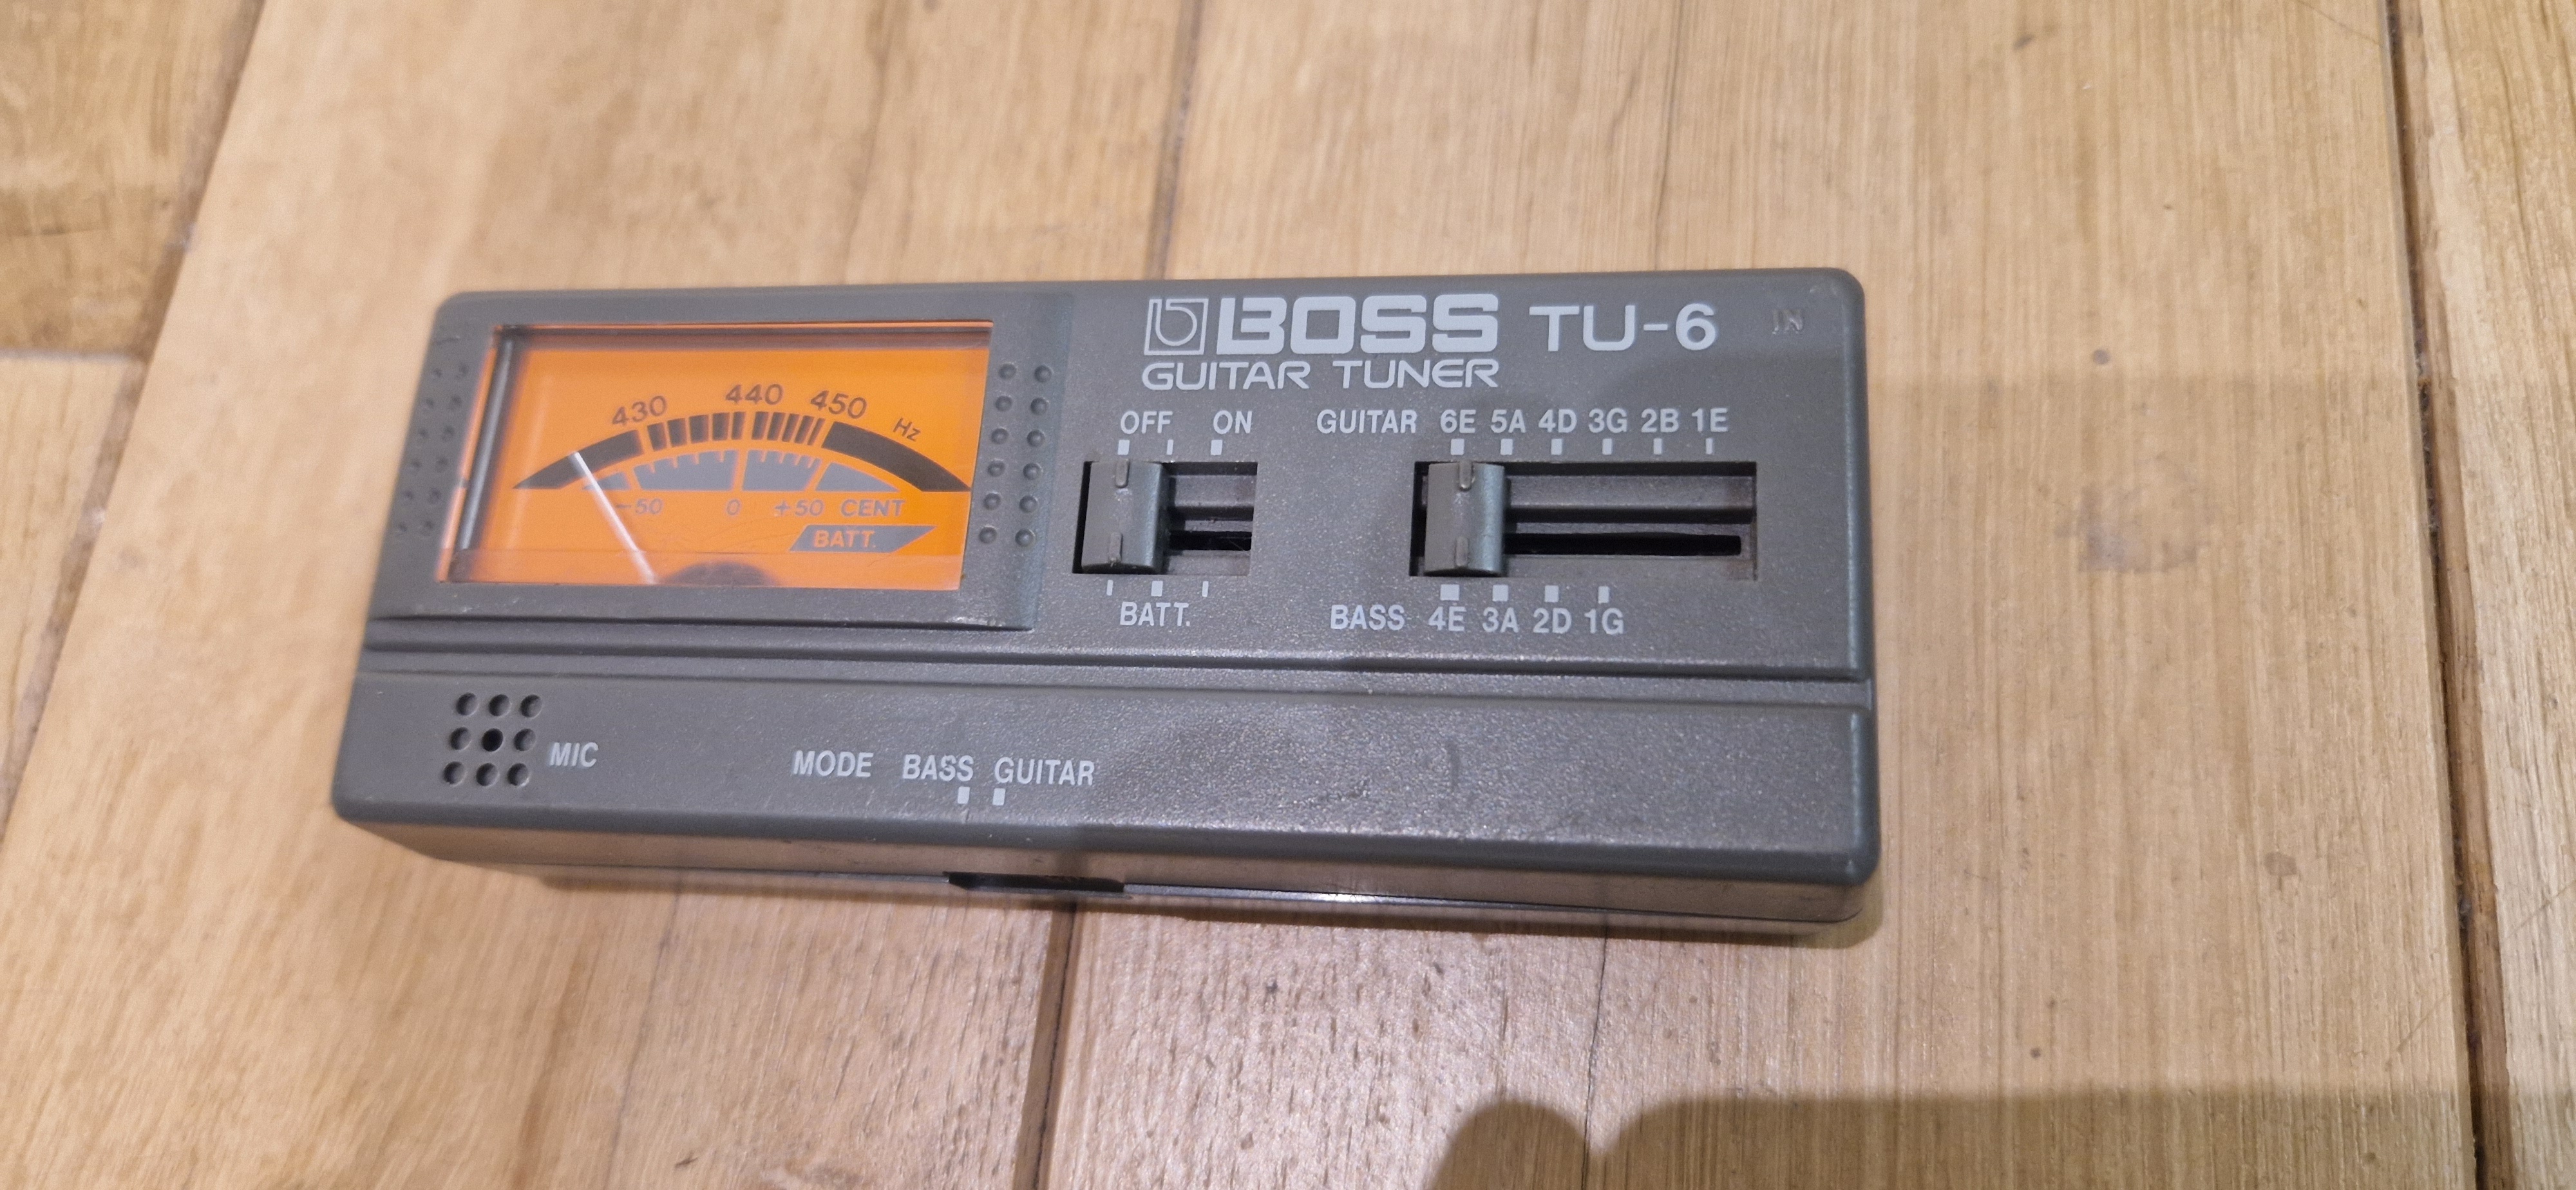 BOSS TU-6 IN
GUITAR TUNER
430 440 450 Hz
-50 0 +50 CENT
BATT.
OFF ON
BATT.
GUITAR 6E 5A 4D 3G 2B 1E
BASS 4E 3A 2D 1G
MIC
MODE BASS GUITAR